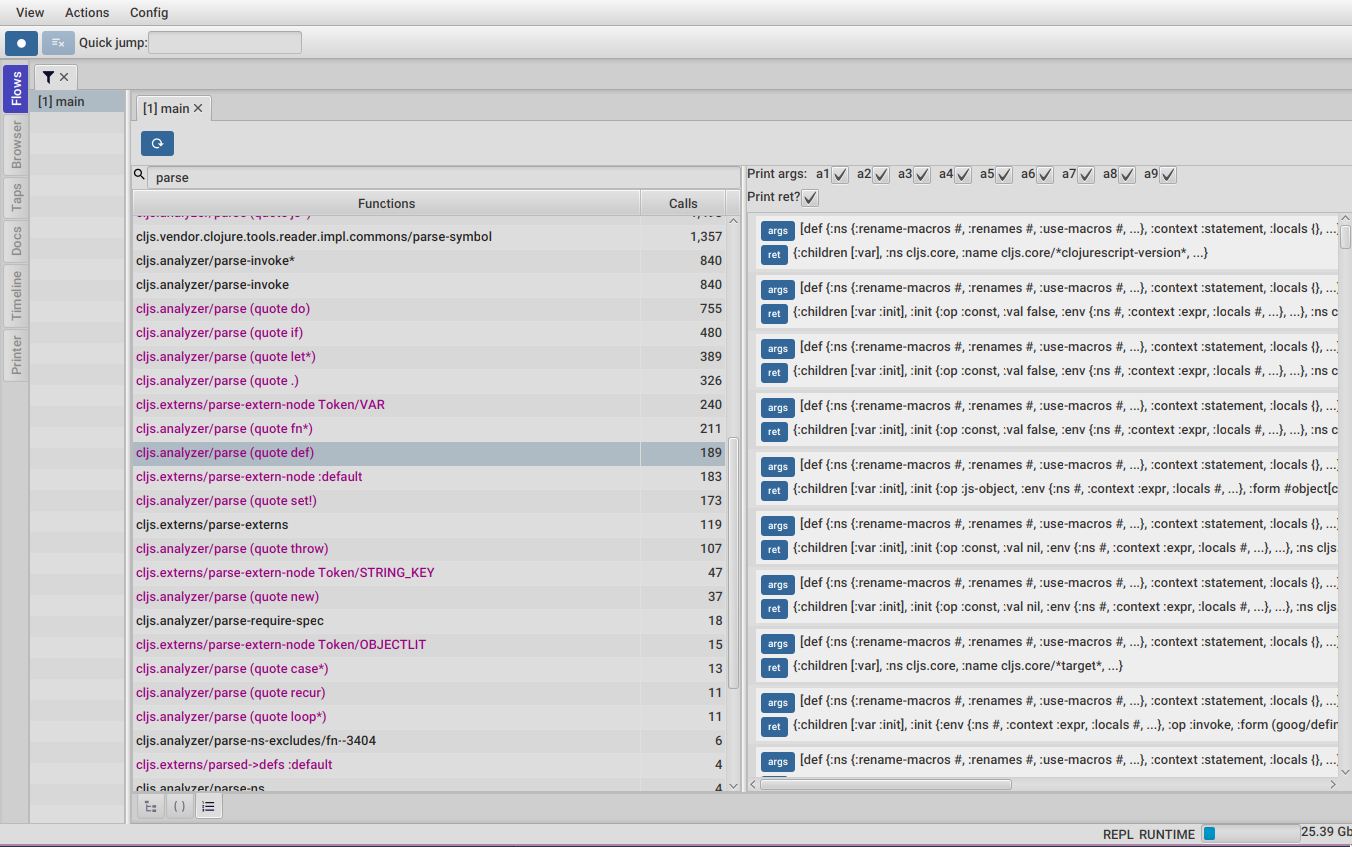 View Actions Config
Quick jump:
Flows
Browser
Taps
Docs
Timeline
Printer
[1] main
[1] main
parse
Functions Calls
cljs.vendor.clojure.tools.reader.impl.commons/parse-symbol 1,357
cljs.analyzer/parse-invoke* 840
cljs.analyzer/parse-invoke 840
cljs.analyzer/parse (quote do) 755
cljs.analyzer/parse (quote if) 480
cljs.analyzer/parse (quote let*) 389
cljs.analyzer/parse (quote .) 326
cljs.externs/parse-extern-node Token/VAR 240
cljs.analyzer/parse (quote fn*) 211
cljs.analyzer/parse (quote def) 189
cljs.externs/parse-extern-node :default 183
cljs.analyzer/parse (quote set!) 173
cljs.externs/parse-externs 119
cljs.analyzer/parse (quote throw) 107
cljs.externs/parse-extern-node Token/STRING_KEY 47
cljs.analyzer/parse (quote new) 37
cljs.analyzer/parse-require-spec 18
cljs.externs/parse-extern-node Token/OBJECTLIT 15
cljs.analyzer/parse (quote case*) 13
cljs.analyzer/parse (quote recur) 11
cljs.analyzer/parse (quote loop*) 11
cljs.analyzer/parse-ns-excludes/fn--3404 6
cljs.externs/parsed->defs :default 4
cljs.analyzer/parse-ns 4
Print args: a1 a2 a3 a4 a5 a6 a7 a8 a9
Print ret?
args [def {:ns {:rename-macros #, :renames #, :use-macros #, ...}, :context :statement, :locals {}, ...}
ret {:children [:var], :ns cljs.core, :name cljs.core/*clojurescript-version*, ...}
args [def {:ns {:rename-macros #, :renames #, :use-macros #, ...}, :context :statement, :locals {}, ...}
ret {:children [:var :init], :init {:op :const, :val false, :env {:ns #, :context :expr, :locals #, ...}, ...}, :ns c
args [def {:ns {:rename-macros #, :renames #, :use-macros #, ...}, :context :statement, :locals {}, ...}
ret {:children [:var :init], :init {:op :const, :val false, :env {:ns #, :context :expr, :locals #, ...}, ...}, :ns c
args [def {:ns {:rename-macros #, :renames #, :use-macros #, ...}, :context :statement, :locals {}, ...}
ret {:children [:var :init], :init {:op :const, :val false, :env {:ns #, :context :expr, :locals #, ...}, ...}, :ns c
args [def {:ns {:rename-macros #, :renames #, :use-macros #, ...}, :context :statement, :locals {}, ...}
ret {:children [:var :init], :init {:op :js-object, :env {:ns #, :context :expr, :locals #, ...}, :form #object[c
args [def {:ns {:rename-macros #, :renames #, :use-macros #, ...}, :context :statement, :locals {}, ...}
ret {:children [:var :init], :init {:op :const, :val nil, :env {:ns #, :context :expr, :locals #, ...}, ...}, :ns cljs.
args [def {:ns {:rename-macros #, :renames #, :use-macros #, ...}, :context :statement, :locals {}, ...}
ret {:children [:var :init], :init {:op :const, :val nil, :env {:ns #, :context :expr, :locals #, ...}, ...}, :ns cljs.
args [def {:ns {:rename-macros #, :renames #, :use-macros #, ...}, :context :statement, :locals {}, ...}
ret {:children [:var], :ns cljs.core, :name cljs.core/*target*, ...}
args [def {:ns {:rename-macros #, :renames #, :use-macros #, ...}, :context :statement, :locals {}, ...}
ret {:children [:var :init], :init {:env {:ns #, :context :expr, :locals #, ...}, :op :invoke, :form (goog/defin
args [def {:ns {:rename-macros #, :renames #, :use-macros #, ...}, :context :statement, :locals {}, ...}
( )
REPL RUNTIME 25.39 Gb